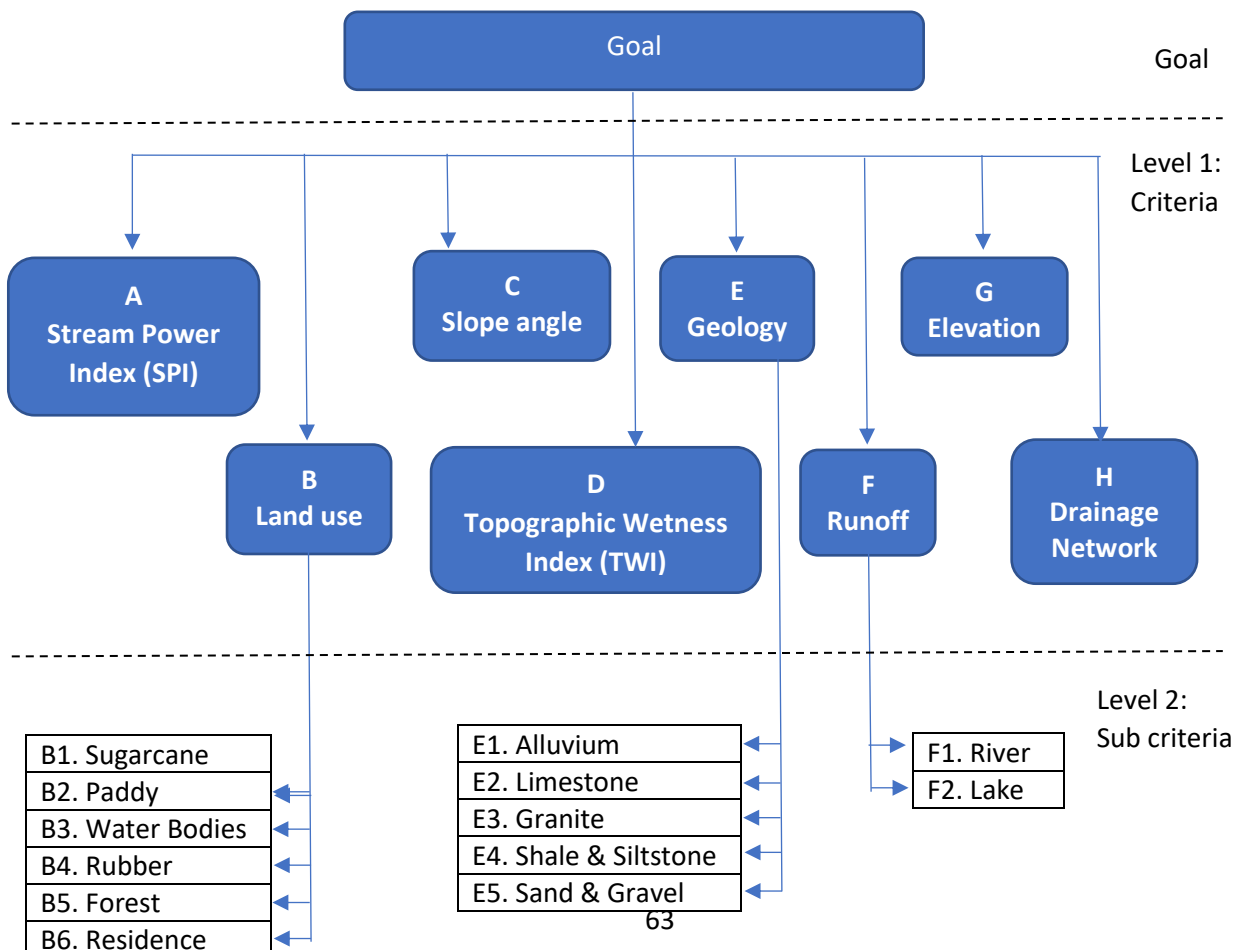 Goal
Goal
Level 1:
Criteria
A
Stream Power
Index (SPI)
C
Slope angle
E
Geology
G
Elevation
B
Land use
D
Topographic Wetness
Index (TWI)
F
Runoff
H
Drainage
Network
Level 2:
Sub criteria
B1. Sugarcane
B2. Paddy
B3. Water Bodies
B4. Rubber
B5. Forest
B6. Residence
E1. Alluvium
E2. Limestone
E3. Granite
E4. Shale & Siltstone
E5. Sand & Gravel
F1. River
F2. Lake
63